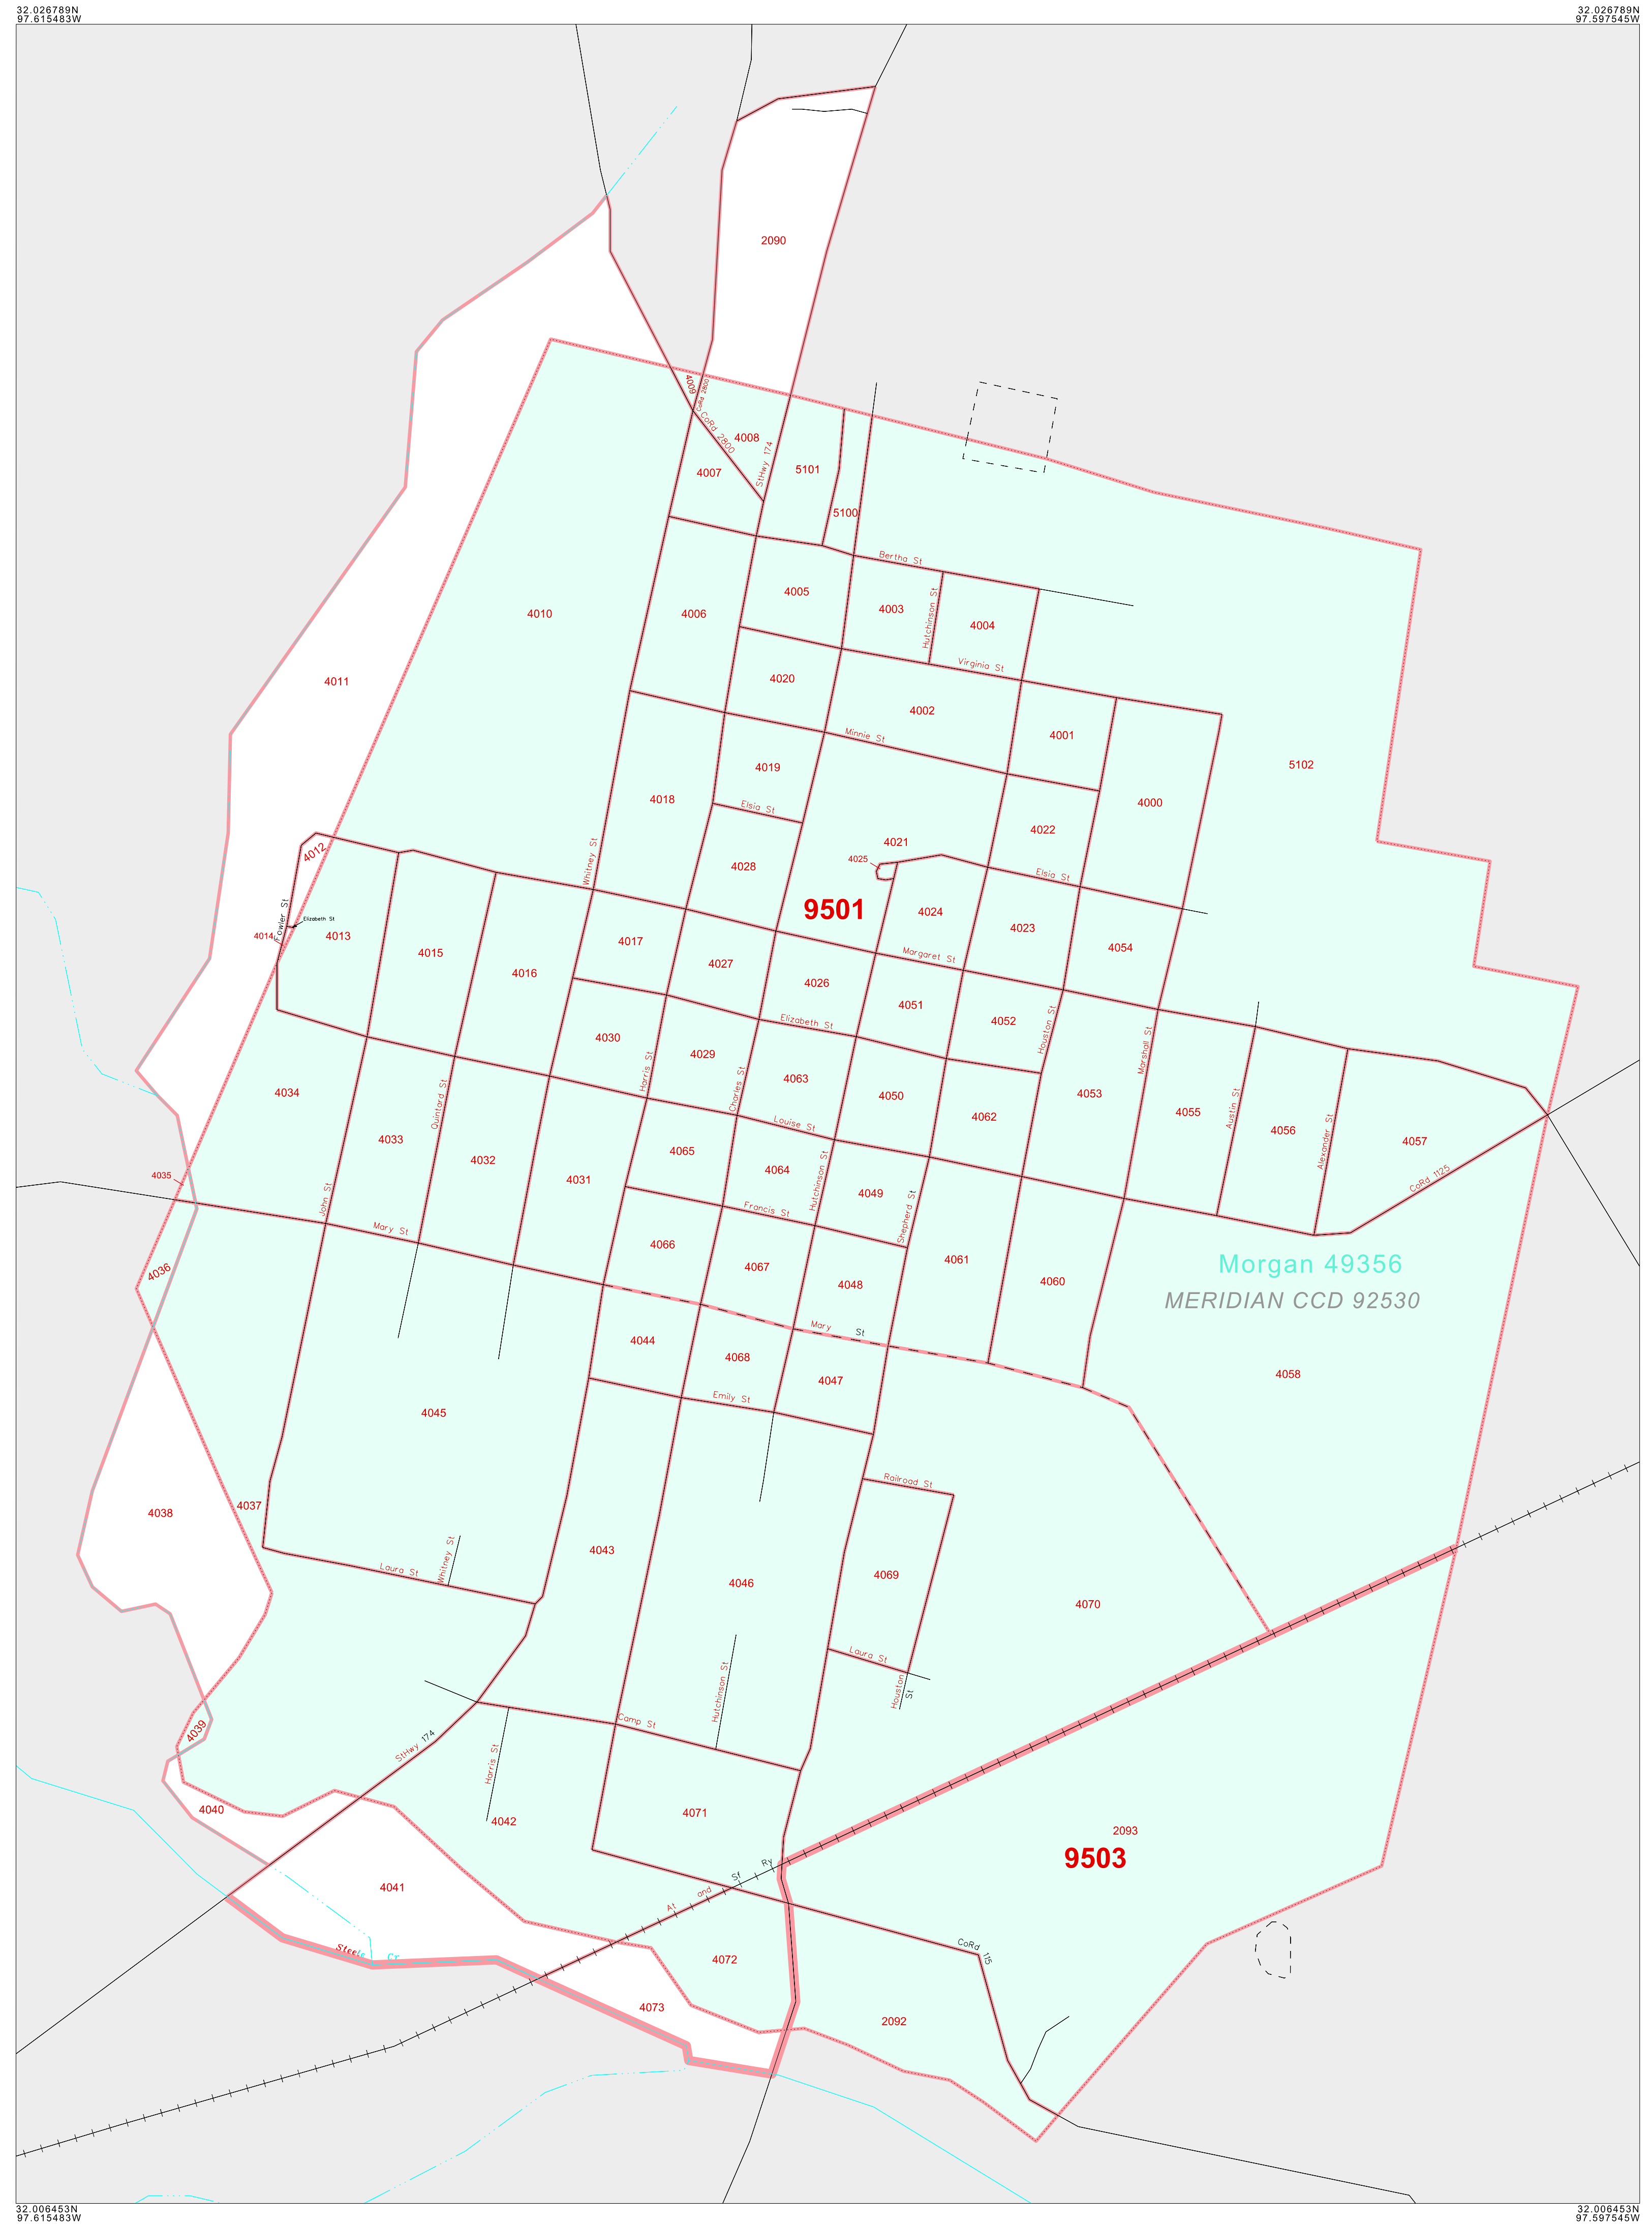 32.026789N
97.615483W
32.026789N
97.597545W
2090
4009
CoRd 2800
CoRd 2800
4008
StHwy 174
4007
5101
5100
Bertha St
4005
4003
Hutchinson St
4004
4010
4006
Virginia St
4011
4020
4002
Minnie St
4001
5102
4019
4018
Elsia St
4000
4022
4021
4025
4012
Whitney St
4028
Elsia St
9501
4024
4023
Fowler St
Elizabeth St
4014
4013
4015
4016
4017
4027
4026
Margaret St
4054
4051
4052
Houston St
Elizabeth St
4030
4029
4063
4050
4062
4053
Marshall St
4034
4033
Quintard St
4032
4031
Harris St
Charles St
Louise St
4055
Austin St
4056
Alexander St
4057
CoRd 1125
4065
4064
Hutchinson St
4035
John St
4049
Shepherd St
Francis St
Mary St
4066
4067
4048
4061
4060
4036
Morgan 49356
MERIDIAN CCD 92530
Mary St
4044
4068
4047
4058
Emily St
4045
4037
4038
Railroad St
Whitney St
4043
4046
4069
4070
Laura St
Laura St
Houston St
Hutchinson St
Camp St
4039
StHwy 174
Harris St
4040
4042
4071
2093
9503
At and Sf Ry
4041
Steele Cr
CoRd 115
4072
4073
2092
32.006453N
97.615483W
32.006453N
97.597545W